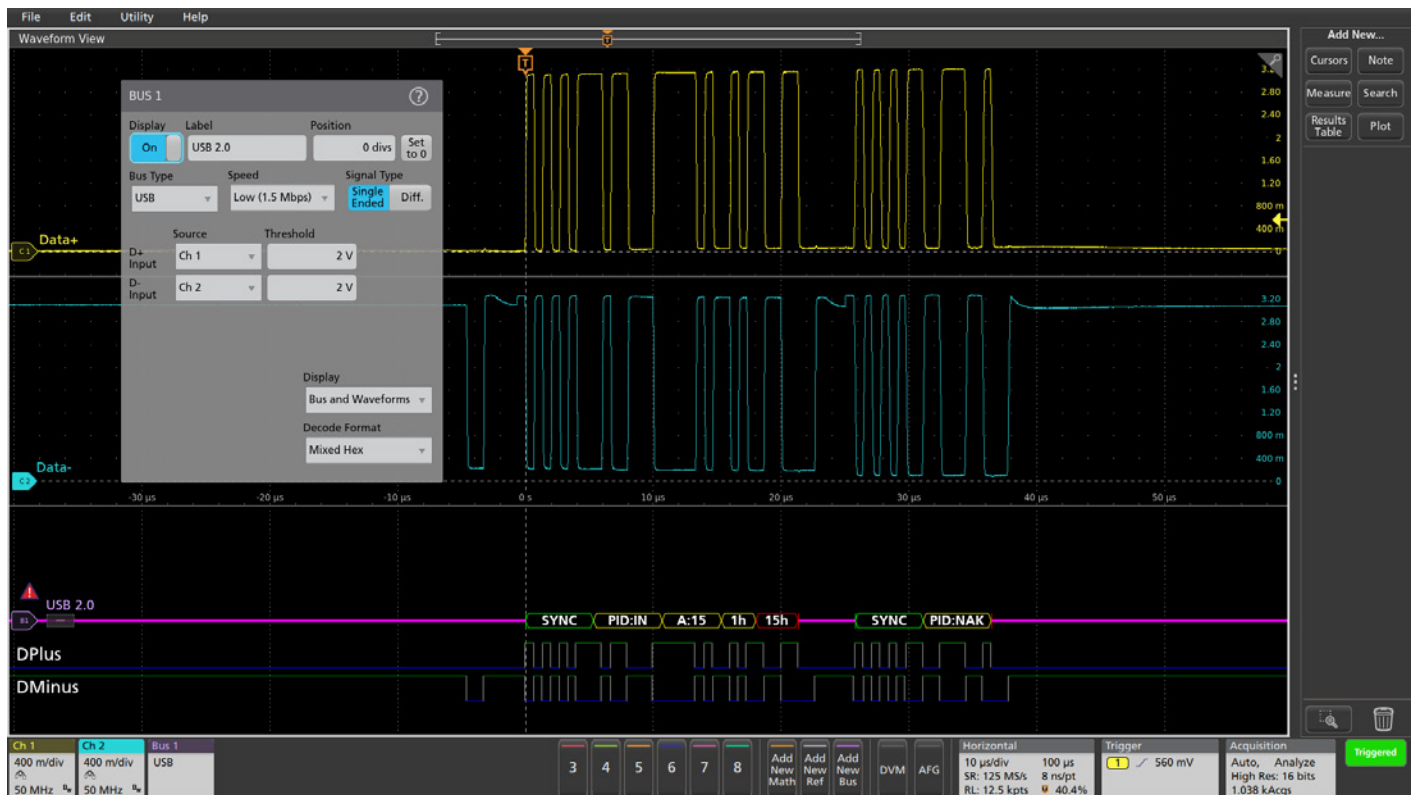 File Edit Utility Help
Waveform View
Add New...
Cursors Note
Measure Search
Results Table Plot
T
T
BUS 1 ?
Display Label Position
On USB 2.0 0 divs Set to 0
Bus Type Speed Signal Type
USB Low (1.5 Mbps) Single Ended Diff.
Source Threshold
D+ Input Ch 1 2 V
D- Input Ch 2 2 V
Display
Bus and Waveforms
Decode Format
Mixed Hex
2.80
2.40
2
1.60
1.20
800 m
400 m
0
C1 Data+
3.20
2.80
2.40
2
1.60
1.20
800 m
400 m
0
C2 Data-
-30 µs -20 µs -10 µs 0 s 10 µs 20 µs 30 µs 40 µs 50 µs
USB 2.0
B1 SYNC PID:IN A:15 1h 15h SYNC PID:NAK
DPlus
DMinus
Ch 1
400 m/div
50 MHz
Ch 2
400 m/div
50 MHz
Bus 1
USB
3 4 5 6 7 8
Add New Math
Add New Ref
Add New Bus
DVM AFG
Horizontal
10 µs/div 100 µs
SR: 125 MS/s 8 ns/pt
RL: 12.5 kpts 40.4%
Trigger
1 560 mV
Acquisition
Auto, Analyze
High Res: 16 bits
1.038 kAcqs
Triggered